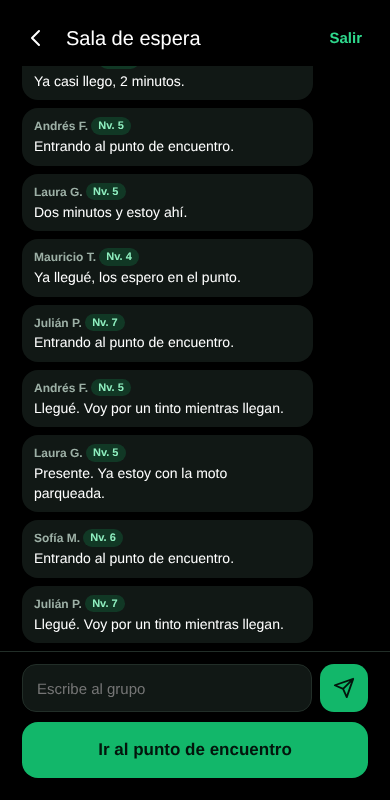 Sala de espera
Salir
Ya casi llego, 2 minutos.
Andrés F. Nv. 5
Entrando al punto de encuentro.
Laura G. Nv. 5
Dos minutos y estoy ahí.
Mauricio T. Nv. 4
Ya llegué, los espero en el punto.
Julián P. Nv. 7
Entrando al punto de encuentro.
Andrés F. Nv. 5
Llegué. Voy por un tinto mientras llegan.
Laura G. Nv. 5
Presente. Ya estoy con la moto
parqueada.
Sofía M. Nv. 6
Entrando al punto de encuentro.
Julián P. Nv. 7
Llegué. Voy por un tinto mientras llegan.
Escribe al grupo
Ir al punto de encuentro